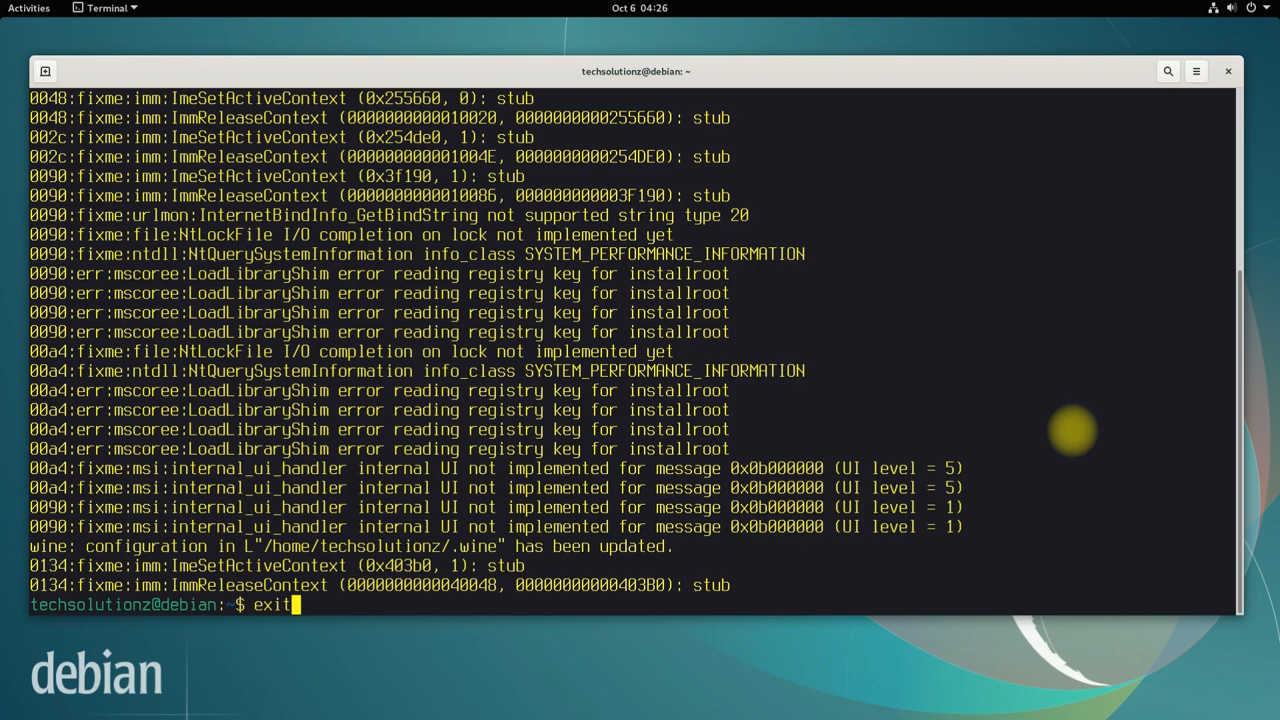 Activities
Terminal
Oct 6 04:26
techsolutionz@debian: ~
0048:fixme:imm:ImeSetActiveContext (0x255660, 0): stub
0048:fixme:imm:ImmReleaseContext (0000000000010020, 0000000000255660): stub
002c:fixme:imm:ImeSetActiveContext (0x254de0, 1): stub
002c:fixme:imm:ImmReleaseContext (000000000001004E, 0000000000254DE0): stub
0090:fixme:imm:ImeSetActiveContext (0x3f190, 1): stub
0090:fixme:imm:ImmReleaseContext (0000000000010086, 000000000003F190): stub
0090:fixme:urlmon:InternetBindInfo_GetBindString not supported string type 20
0090:fixme:file:NtLockFile I/O completion on lock not implemented yet
0090:fixme:ntdll:NtQuerySystemInformation info_class SYSTEM_PERFORMANCE_INFORMATION
0090:err:mscoree:LoadLibraryShim error reading registry key for installroot
0090:err:mscoree:LoadLibraryShim error reading registry key for installroot
0090:err:mscoree:LoadLibraryShim error reading registry key for installroot
0090:err:mscoree:LoadLibraryShim error reading registry key for installroot
00a4:fixme:file:NtLockFile I/O completion on lock not implemented yet
00a4:fixme:ntdll:NtQuerySystemInformation info_class SYSTEM_PERFORMANCE_INFORMATION
00a4:err:mscoree:LoadLibraryShim error reading registry key for installroot
00a4:err:mscoree:LoadLibraryShim error reading registry key for installroot
00a4:err:mscoree:LoadLibraryShim error reading registry key for installroot
00a4:err:mscoree:LoadLibraryShim error reading registry key for installroot
00a4:fixme:msi:internal_ui_handler internal UI not implemented for message 0x0b000000 (UI level = 5)
00a4:fixme:msi:internal_ui_handler internal UI not implemented for message 0x0b000000 (UI level = 5)
0090:fixme:msi:internal_ui_handler internal UI not implemented for message 0x0b000000 (UI level = 1)
0090:fixme:msi:internal_ui_handler internal UI not implemented for message 0x0b000000 (UI level = 1)
wine: configuration in L"/home/techsolutionz/.wine" has been updated.
0134:fixme:imm:ImeSetActiveContext (0x403b0, 1): stub
0134:fixme:imm:ImmReleaseContext (0000000000040048, 00000000000403B0): stub
techsolutionz@debian:~$ exit
debian